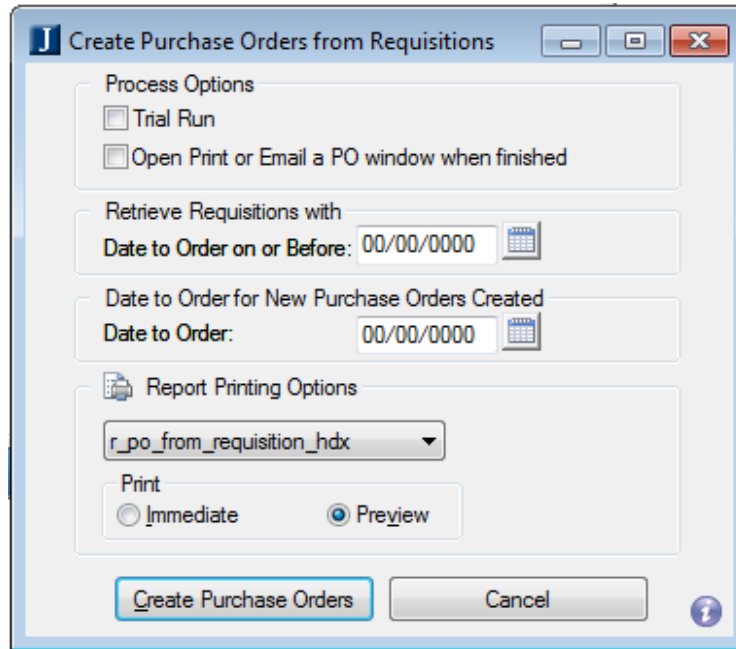 J Create Purchase Orders from Requisitions
Process Options
Trial Run
Open Print or Email a PO window when finished
Retrieve Requisitions with
Date to Order on or Before: 00/00/0000
Date to Order for New Purchase Orders Created
Date to Order: 00/00/0000
Report Printing Options
r_po_from_requisition_hdx
Print
Immediate Preview
Create Purchase Orders Cancel
i